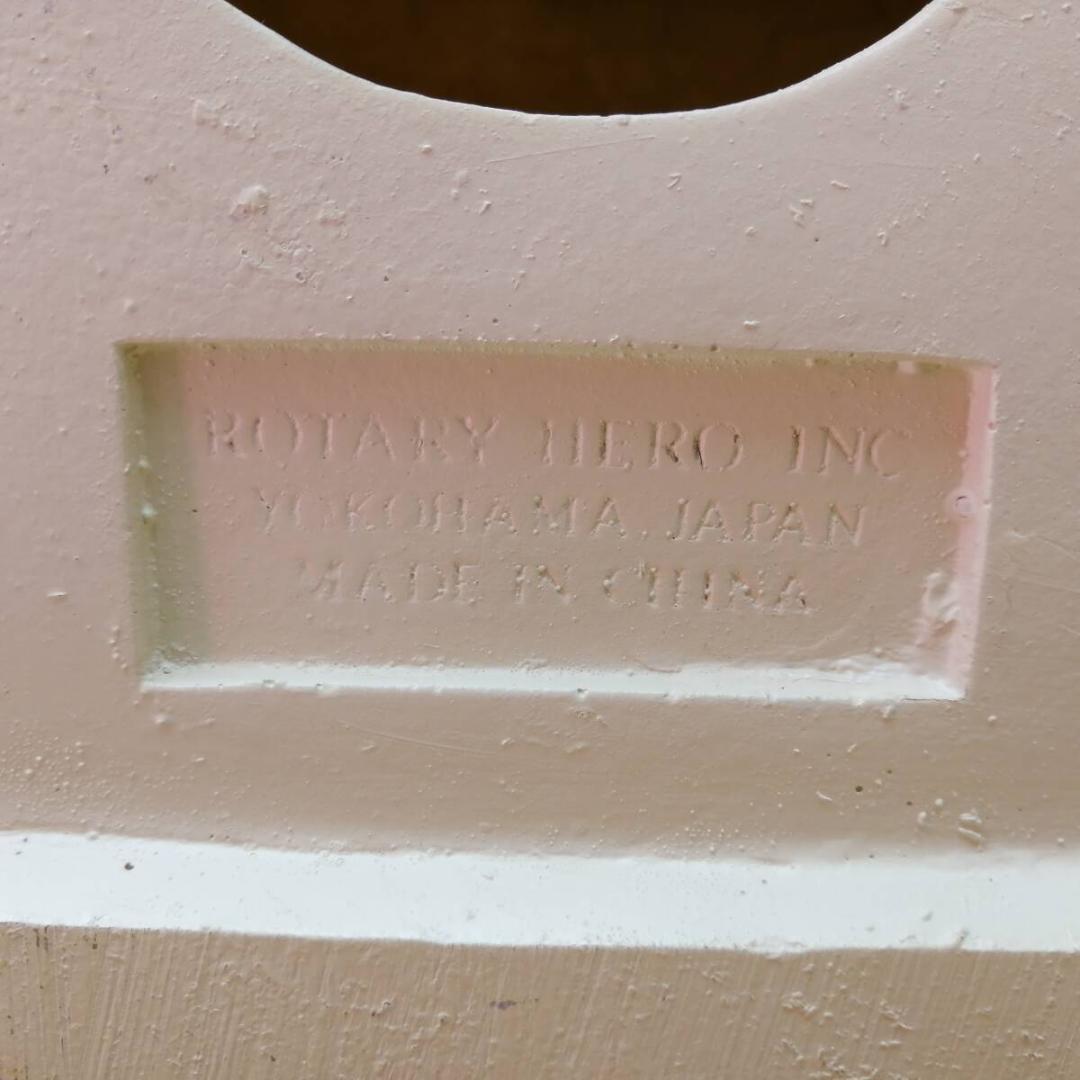 ROTARY HERO INC
YOKOHAMA, JAPAN
MADE IN CHINA